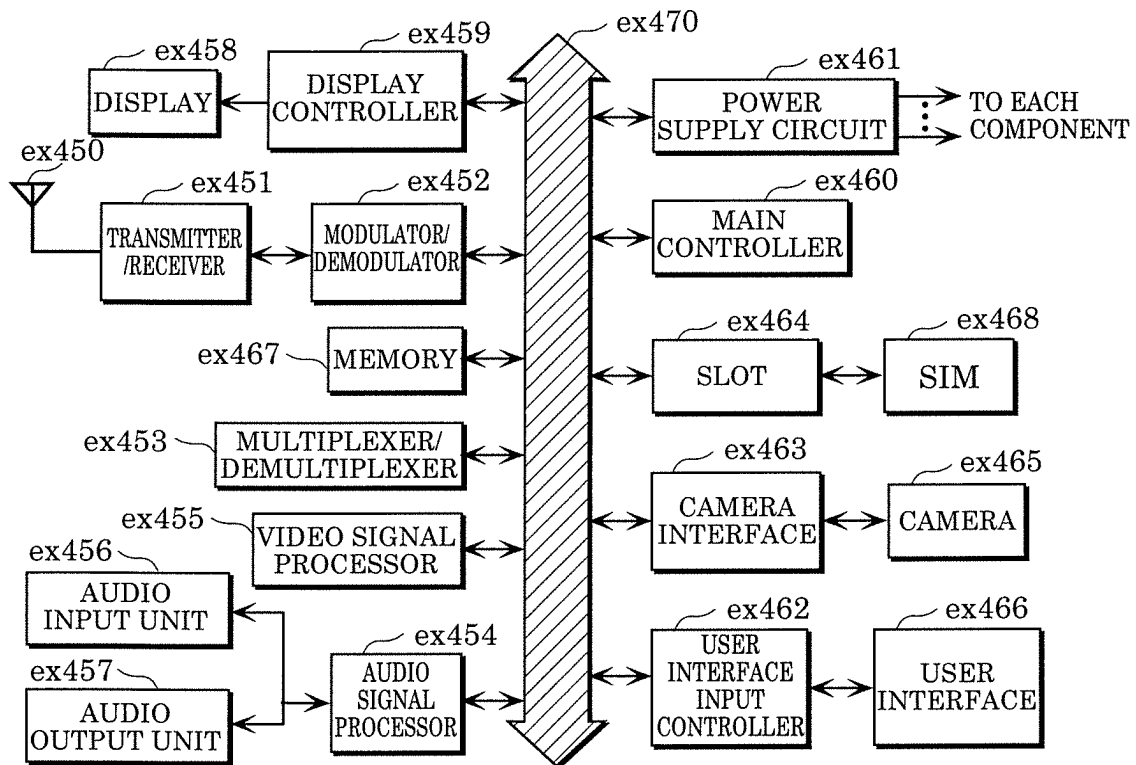 ex470
ex459
ex458
DISPLAY
DISPLAY
CONTROLLER
ex461
POWER
SUPPLY CIRCUIT
TO EACH
COMPONENT
ex450
ex451
TRANSMITTER
/RECEIVER
ex452
MODULATOR/
DEMODULATOR
ex460
MAIN
CONTROLLER
ex467
MEMORY
ex464
SLOT
ex468
SIM
ex453
MULTIPLEXER/
DEMULTIPLEXER
ex463
CAMERA
INTERFACE
ex465
CAMERA
ex455
VIDEO SIGNAL
PROCESSOR
ex456
AUDIO
INPUT UNIT
ex457
AUDIO
OUTPUT UNIT
ex454
AUDIO
SIGNAL
PROCESSOR
ex462
USER
INTERFACE
INPUT
CONTROLLER
ex466
USER
INTERFACE